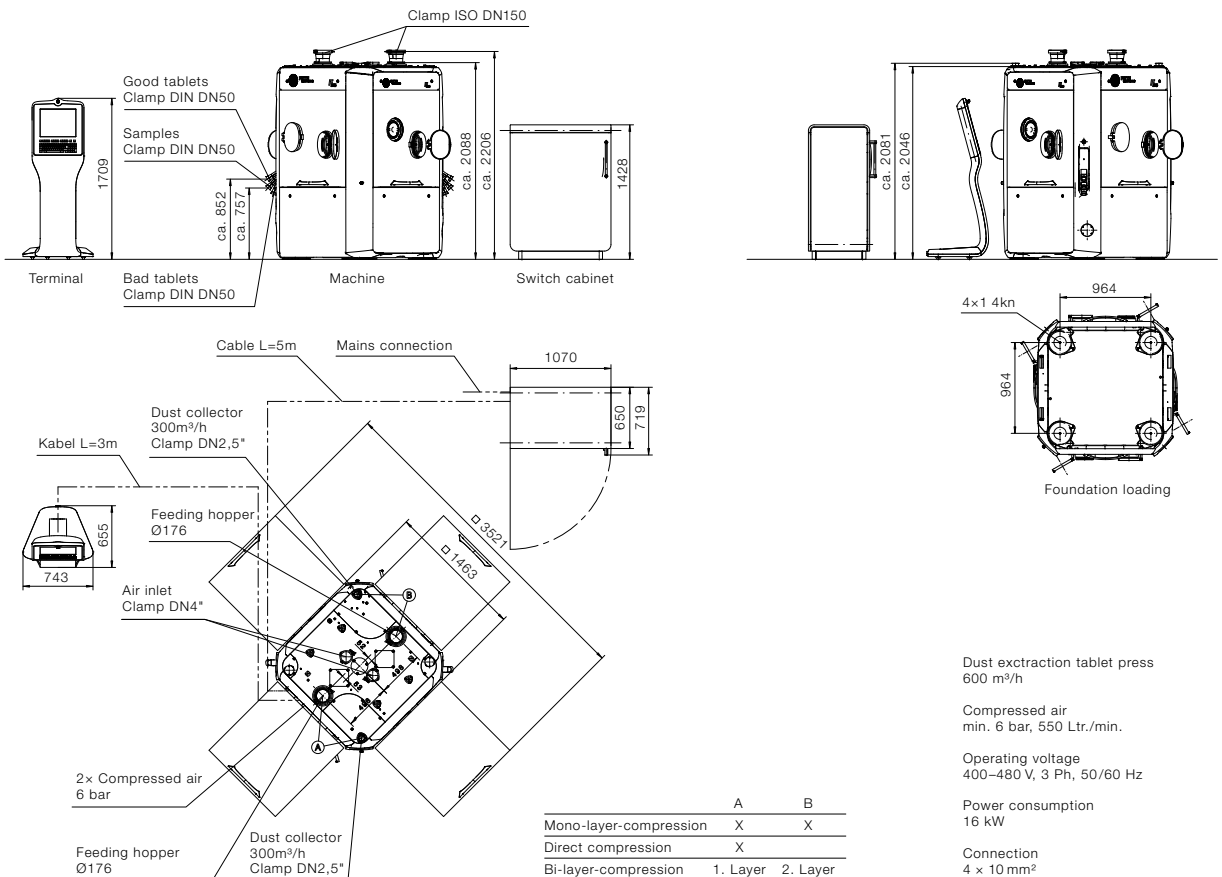 Clamp ISO DN150
Good tablets
Clamp DIN DN50
Samples
Clamp DIN DN50
1709
ca. 852
ca. 757
ca. 2088
ca. 2206
1428
ca. 2081
ca. 2046
Terminal
Bad tablets
Clamp DIN DN50
Machine
Switch cabinet
4×1 4kn
964
964
Foundation loading
Cable L=5m
Mains connection
1070
650
719
Dust collector
300m³/h
Clamp DN2,5"
Kabel L=3m
Feeding hopper
Ø176
655
743
□ 3521
□ 1463
Air inlet
Clamp DN4"
B
A
2× Compressed air
6 bar
Feeding hopper
Ø176
Dust collector
300m³/h
Clamp DN2,5"
A B
Mono-layer-compression X X
Direct compression X
Bi-layer-compression 1. Layer 2. Layer
Dust exctraction tablet press
600 m³/h
Compressed air
min. 6 bar, 550 Ltr./min.
Operating voltage
400–480 V, 3 Ph, 50/60 Hz
Power consumption
16 kW
Connection
4 × 10 mm²